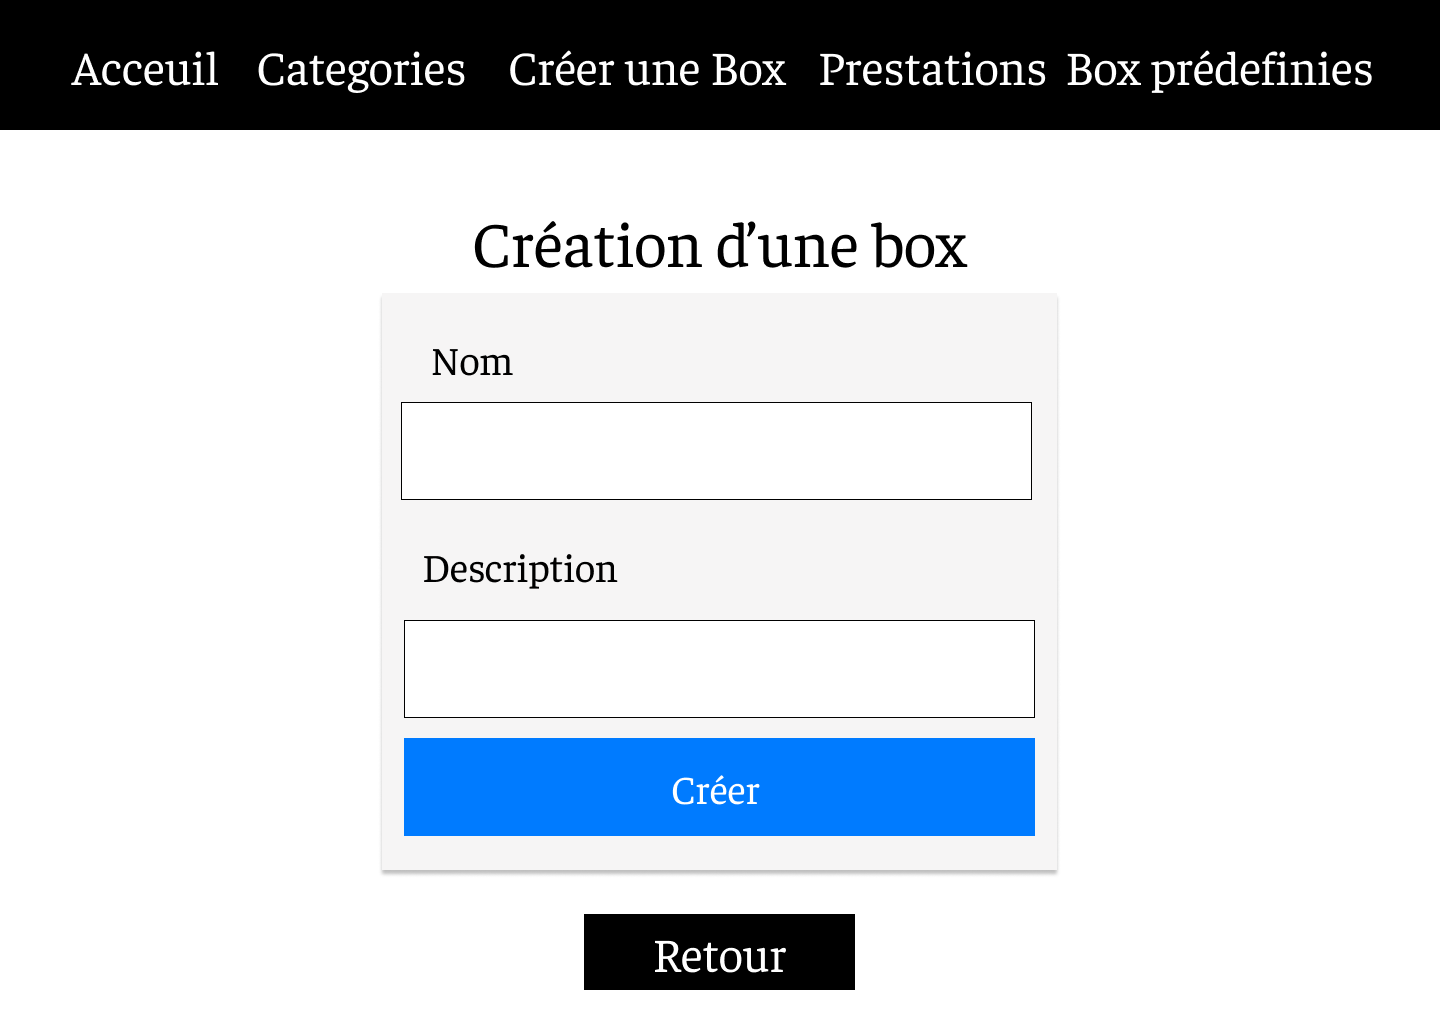 Acceuil Categories Créer une Box Prestations Box prédefinies
Création d’une box
Nom
Description
Créer
Retour